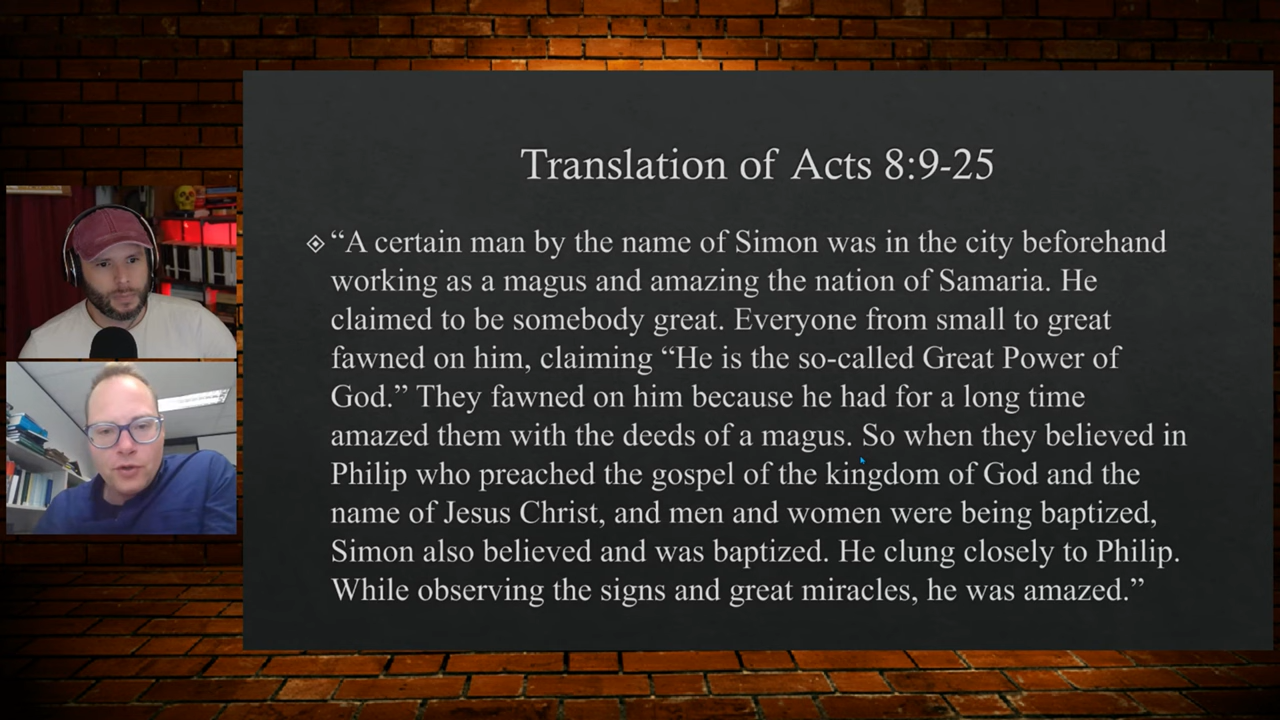 Translation of Acts 8:9-25
“A certain man by the name of Simon was in the city beforehand
working as a magus and amazing the nation of Samaria. He
claimed to be somebody great. Everyone from small to great
fawned on him, claiming “He is the so-called Great Power of
God.” They fawned on him because he had for a long time
amazed them with the deeds of a magus. So when they believed in
Philip who preached the gospel of the kingdom of God and the
name of Jesus Christ, and men and women were being baptized,
Simon also believed and was baptized. He clung closely to Philip.
While observing the signs and great miracles, he was amazed.”